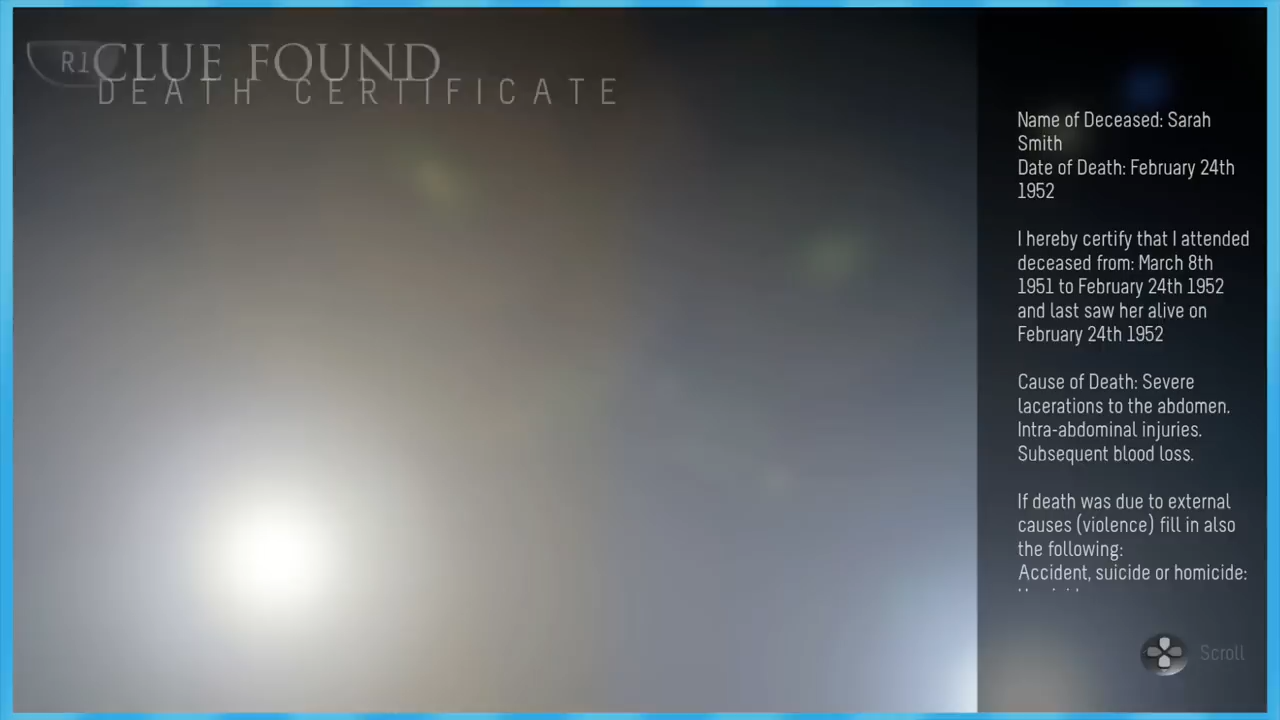 R1
CLUE FOUND
DEATH CERTIFICATE
Name of Deceased: Sarah
Smith
Date of Death: February 24th
1952
I hereby certify that I attended
deceased from: March 8th
1951 to February 24th 1952
and last saw her alive on
February 24th 1952
Cause of Death: Severe
lacerations to the abdomen.
Intra-abdominal injuries.
Subsequent blood loss.
If death was due to external
causes (violence) fill in also
the following:
Accident, suicide or homicide:
Scroll